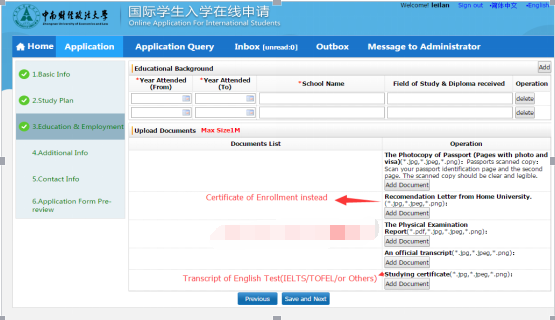 Welcome! leilan Sign out •简体中文 •English
中南财经政法大学 国际学生入学在线申请
Online Application For International Students
Home Application Application Query Inbox (unread:0) Outbox Message to Administrator
1.Basic Info
2.Study Plan
3.Education & Employment
4.Additional Info
5.Contact Info
6.Application Form Pre-
review
Educational Background Add
*Year Attended (From) *Year Attended (To) *School Name Field of Study & Diploma received Operation
delete
delete
Upload Documents Max Size1M
Documents List Operation
The Photocopy of Passport (Pages with photo and
visa)(*.jpg,*.jpeg,*.png): Passports scanned copy:
Scan your passport identification page and the second
page. The scanned copy should be clear and legible.
Add Document
Certificate of Enrollment instead
Recomendation Letter from Home University.
(*.jpg,*.jpeg,*.png):
Add Document
The Physical Examination
Report(*.pdf,*.jpg,*.jpeg,*.png):
Add Document
An official transcript(*.jpg,*.jpeg,*.png):
Add Document
Transcript of English Test(IELTS/TOFEL/or Others)
Studying certificate(*.jpg,*.jpeg,*.png):
Add Document
Previous Save and Next